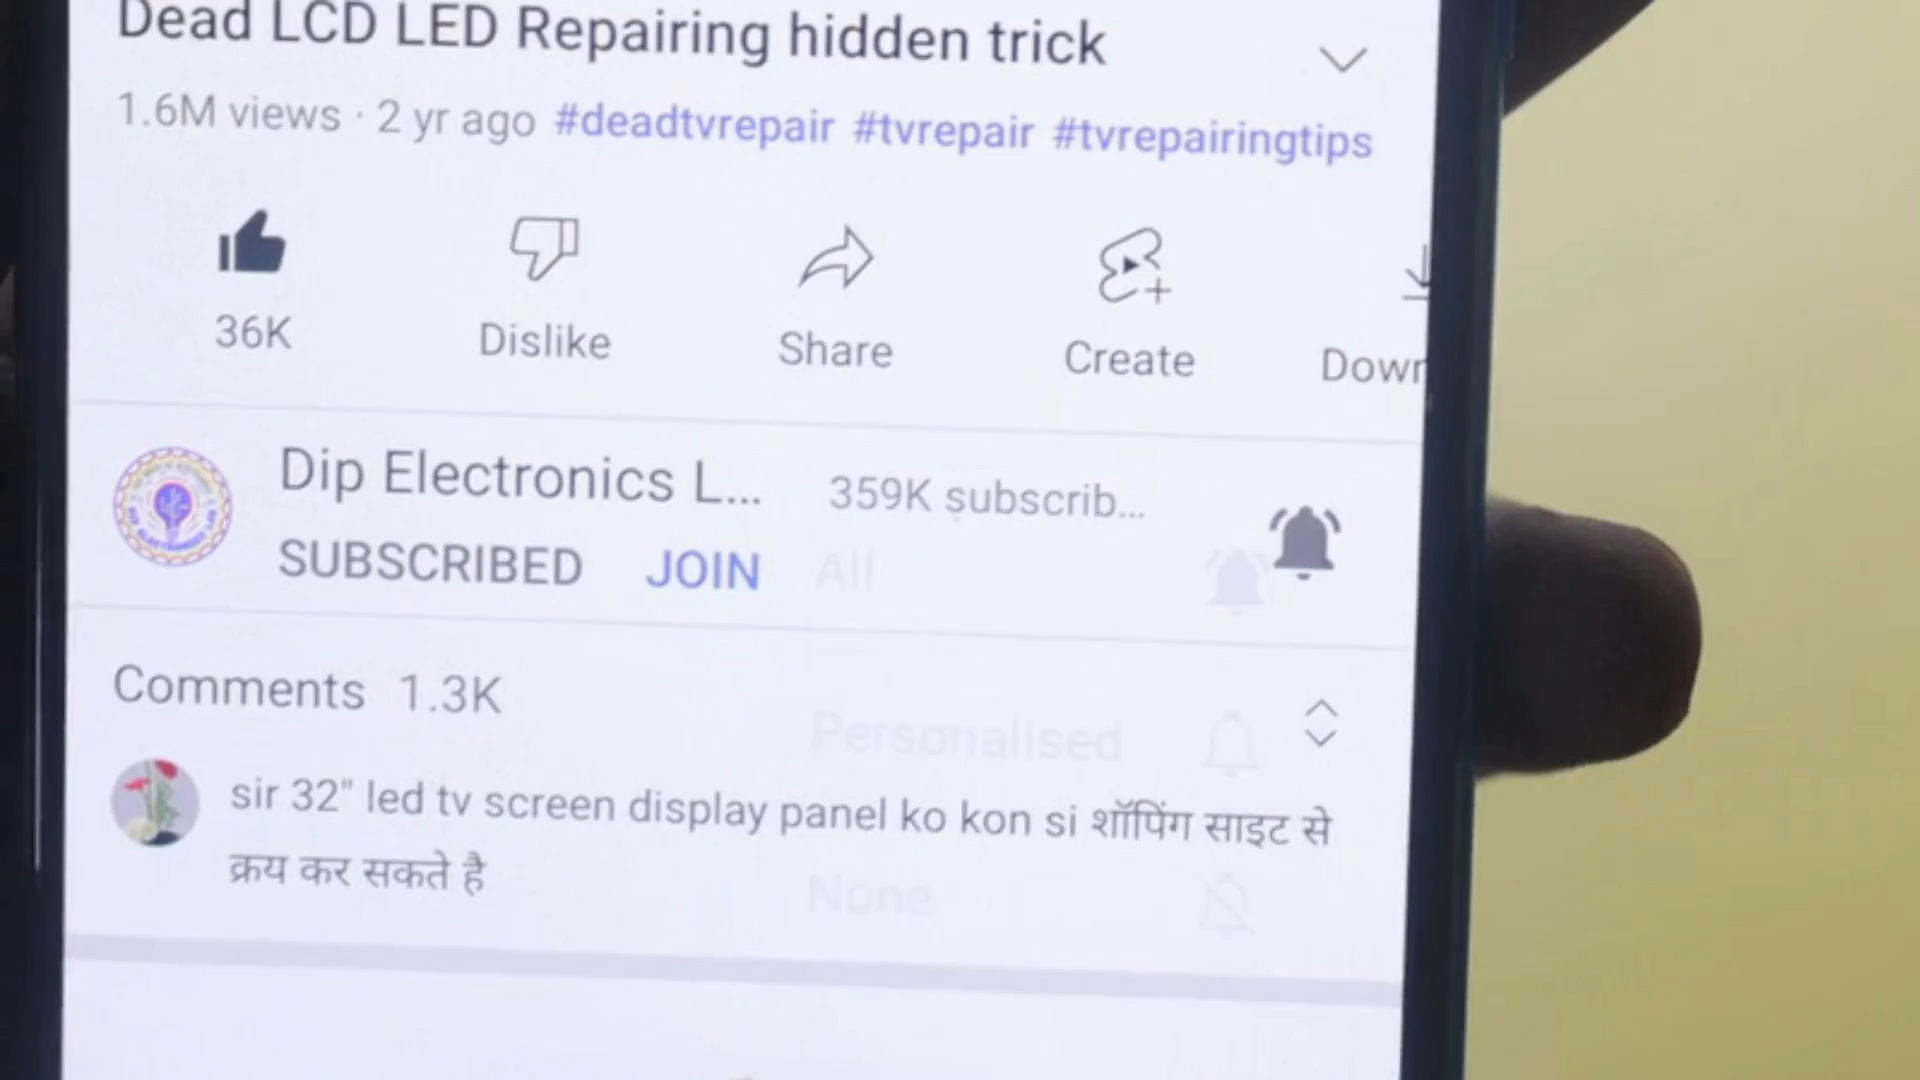 Dead LCD LED Repairing hidden trick
1.6M views · 2 yr ago #deadtvrepair #tvrepair #tvrepairingtips
36K Dislike Share Create Down
Dip Electronics L... 359K subscrib...
SUBSCRIBED JOIN All
Comments 1.3K
Personalised
sir 32" led tv screen display panel ko kon si शॉपिंग साइट से
क्रय कर सकते है
None